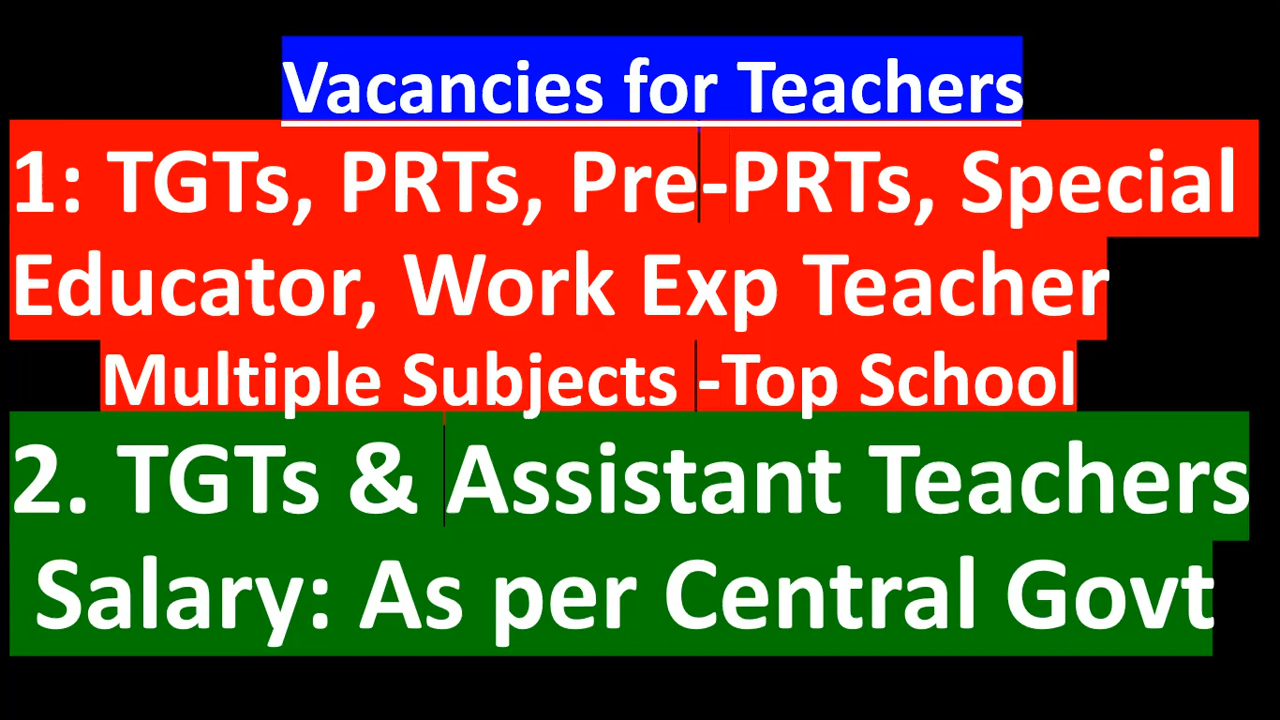 Vacancies for Teachers
1: TGTs, PRTs, Pre-PRTs, Special
Educator, Work Exp Teacher
Multiple Subjects -Top School
2. TGTs & Assistant Teachers
Salary: As per Central Govt